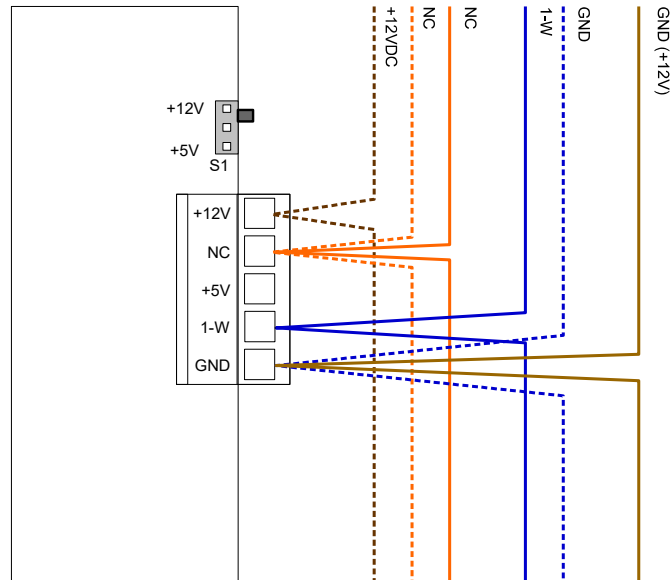 +12VDC
NC
NC
1-W
GND
GND (+12V)
+12V
+5V
S1
+12V
NC
+5V
1-W
GND